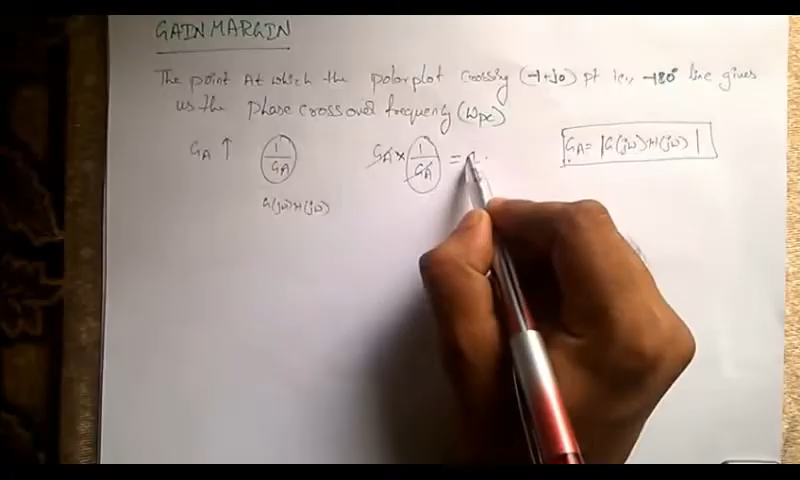 GAIN MARGIN
The point At which the polarplot crossing (-1+j0) pt ie., -180° line gives
us the phase cross over frequency (ωpc)
GA ↑ 1/GA GA × 1/GA = GA = |G(jω)H(jω)|
G(jω)H(jω)